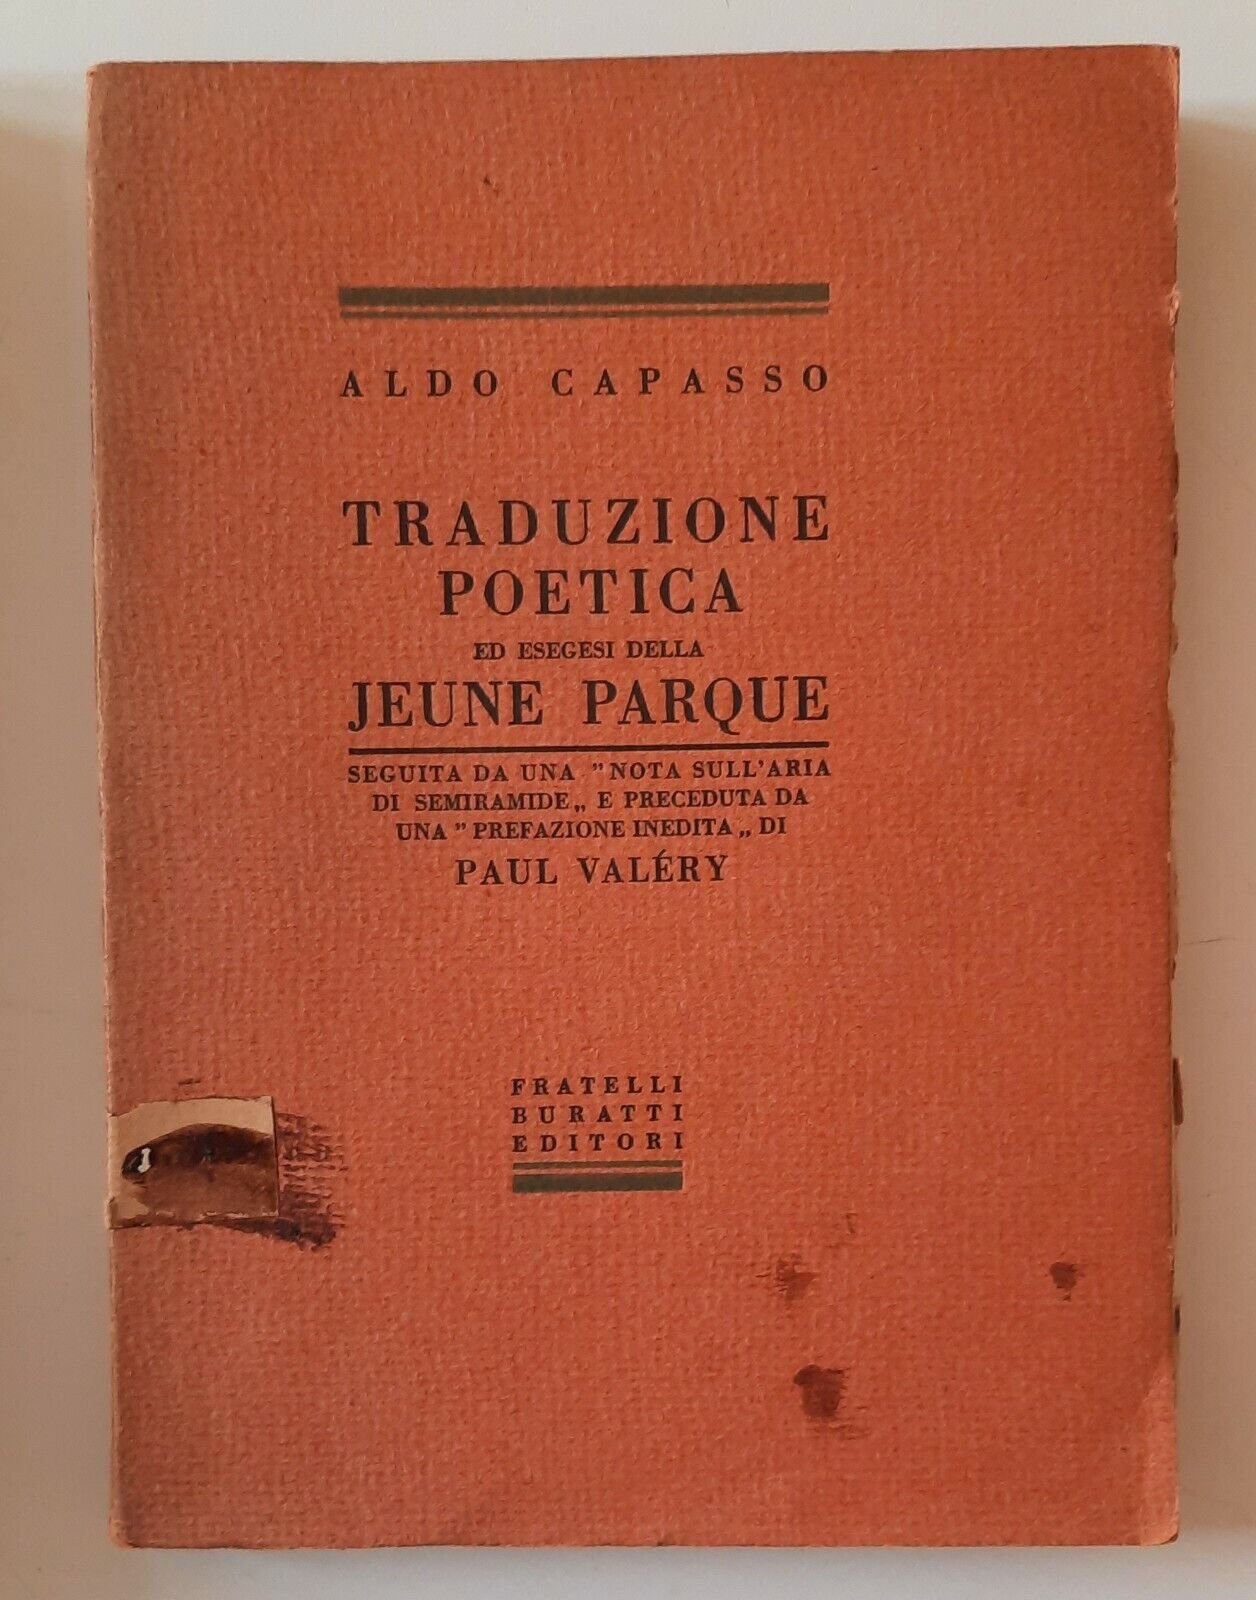 ALDO CAPASSO
TRADUZIONE
POETICA
ED ESEGESI DELLA
JEUNE PARQUE
SEGUITA DA UNA ” NOTA SULL'ARIA
DI SEMIRAMIDE „ E PRECEDUTA DA
UNA ” PREFAZIONE INEDITA „ DI
PAUL VALÉRY
FRATELLI
BURATTI
EDITORI